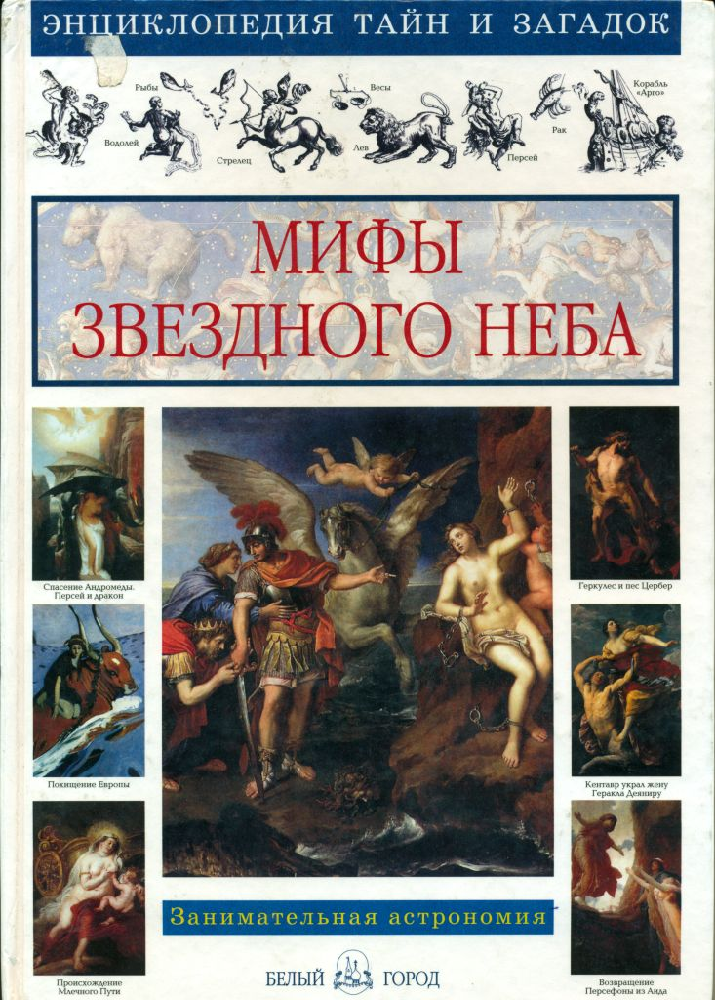 ЭНЦИКЛОПЕДИЯ ТАЙН И ЗАГАДОК
Рыбы
Весы
Корабль
«Арго»
Водолей
Стрелец
Лев
Персей
Рак
МИФЫ
ЗВЕЗДНОГО НЕБА
Спасение Андромеды.
Персей и дракон
Геркулес и пес Цербер
Похищение Европы
Кентавр украл жену
Геракла Деяниру
Занимательная астрономия
Происхождение
Млечного Пути
БЕЛЫЙ ГОРОД
Возвращение
Персефоны из Аида